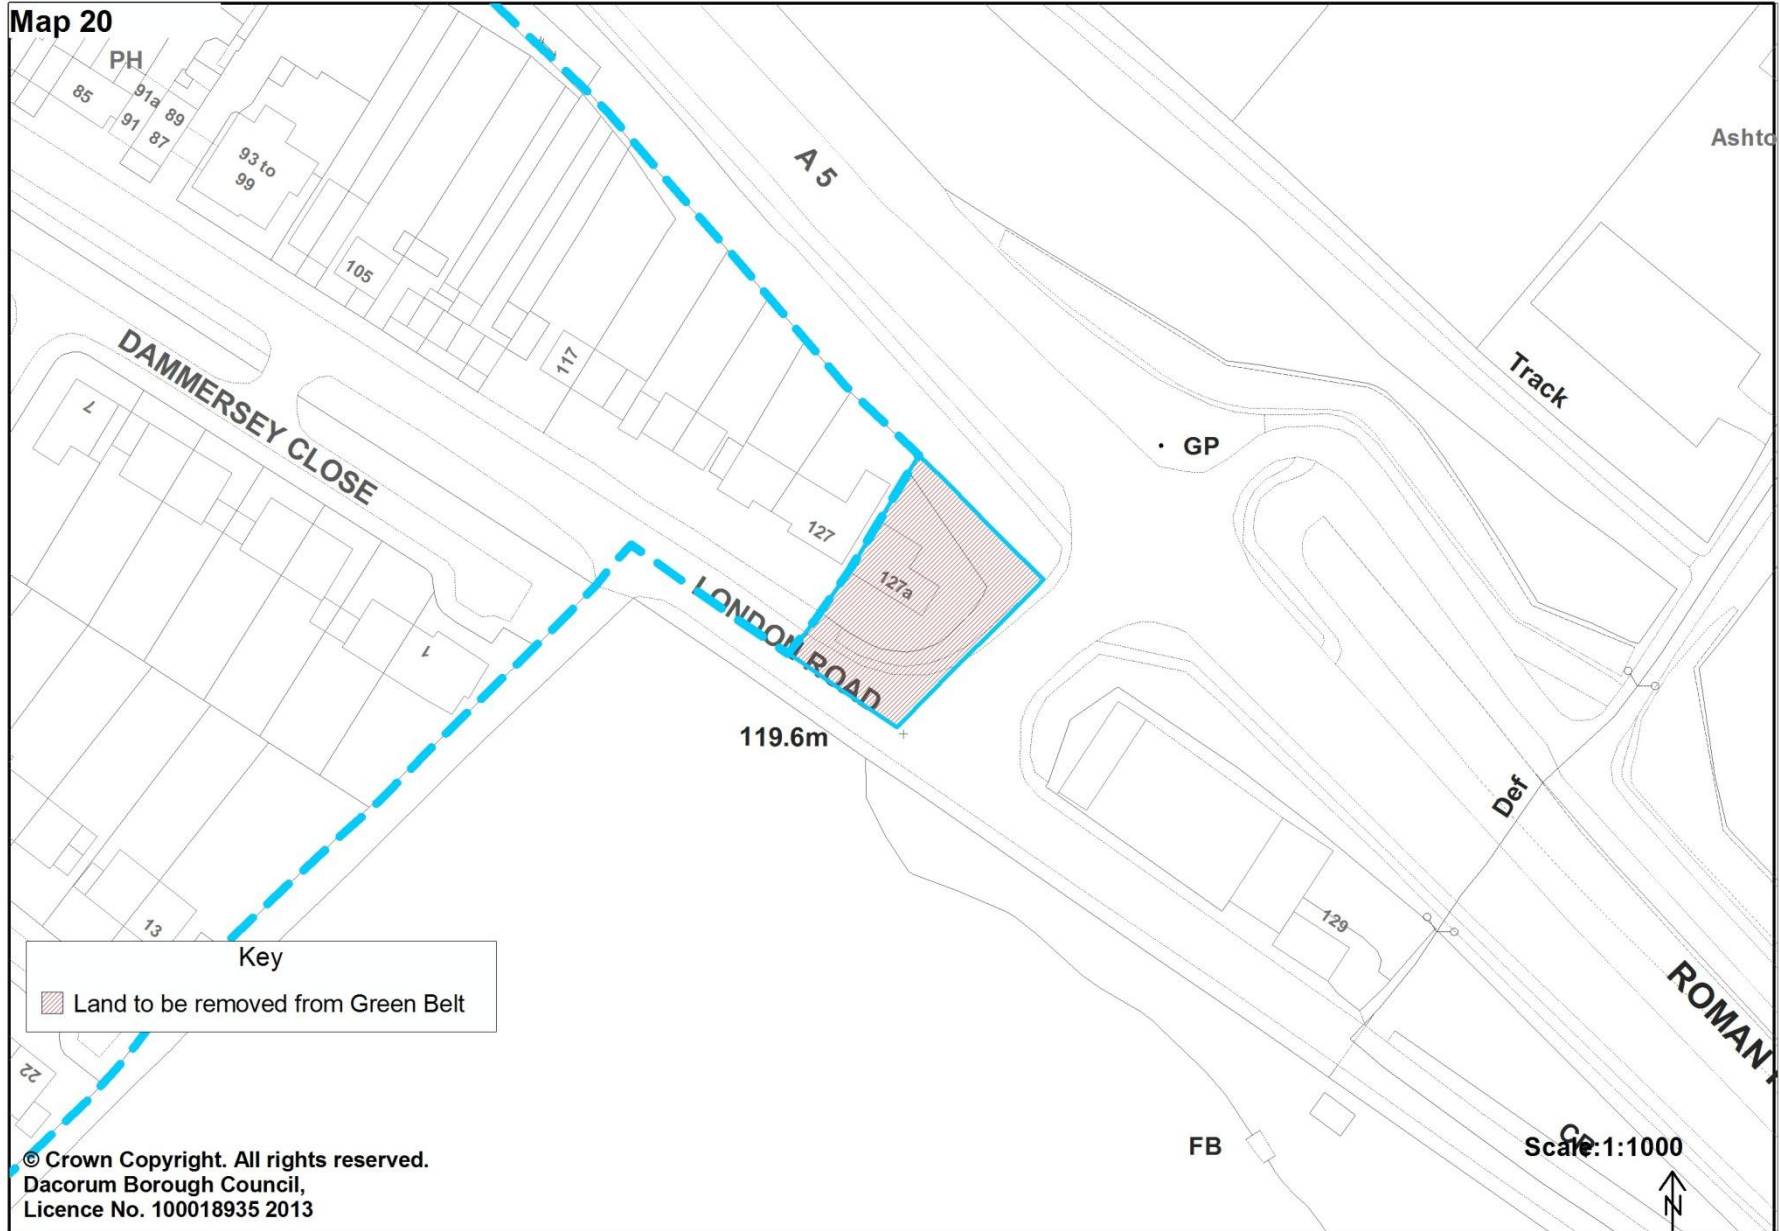 Map 20
PH
85
91a
89
91
87
93 to
99
105
117
A 5
Ashto
Track
GP
DAMMERSEY CLOSE
7
1
127
127a
LONDON ROAD
119.6m
Def
129
13
22
ROMAN
FB
CR
Key
Land to be removed from Green Belt
Scale:1:1000
N
© Crown Copyright. All rights reserved.
Dacorum Borough Council,
Licence No. 100018935 2013